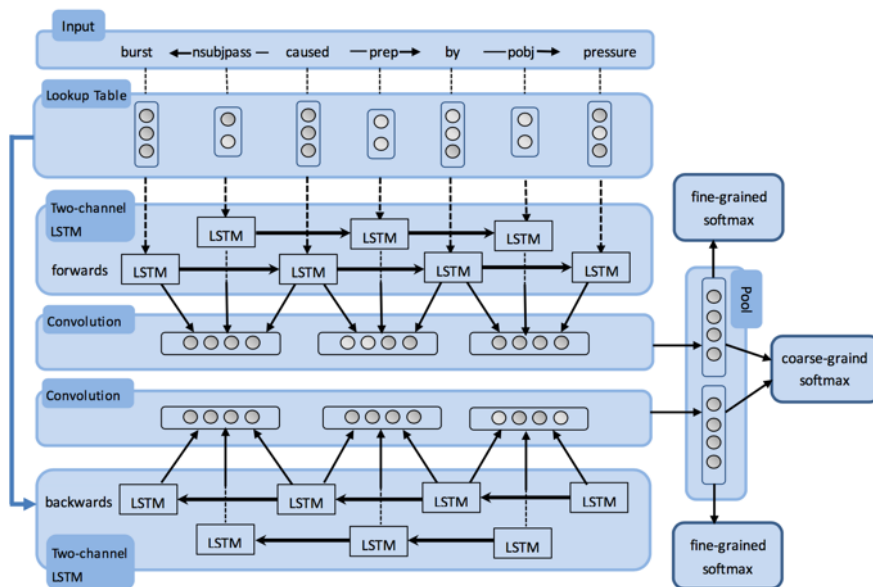 Input
burst nsubjpass caused prep by pobj pressure
Lookup Table
Two-channel
LSTM
LSTM LSTM LSTM
forwards
LSTM LSTM LSTM LSTM
Convolution
Convolution
backwards
LSTM LSTM LSTM LSTM
LSTM LSTM LSTM
Two-channel
LSTM
fine-grained
softmax
Pool
coarse-graind
softmax
fine-grained
softmax